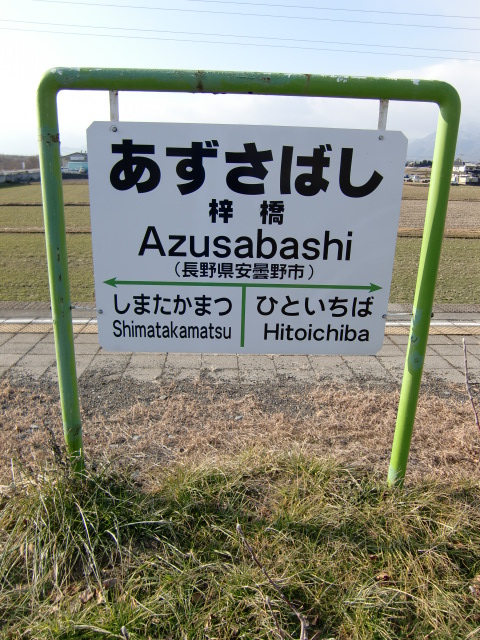 あずさばし
梓橋
Azusabashi
(長野県安曇野市)
しまたかまつ ひといちば
Shimatakamatsu Hitoichiba